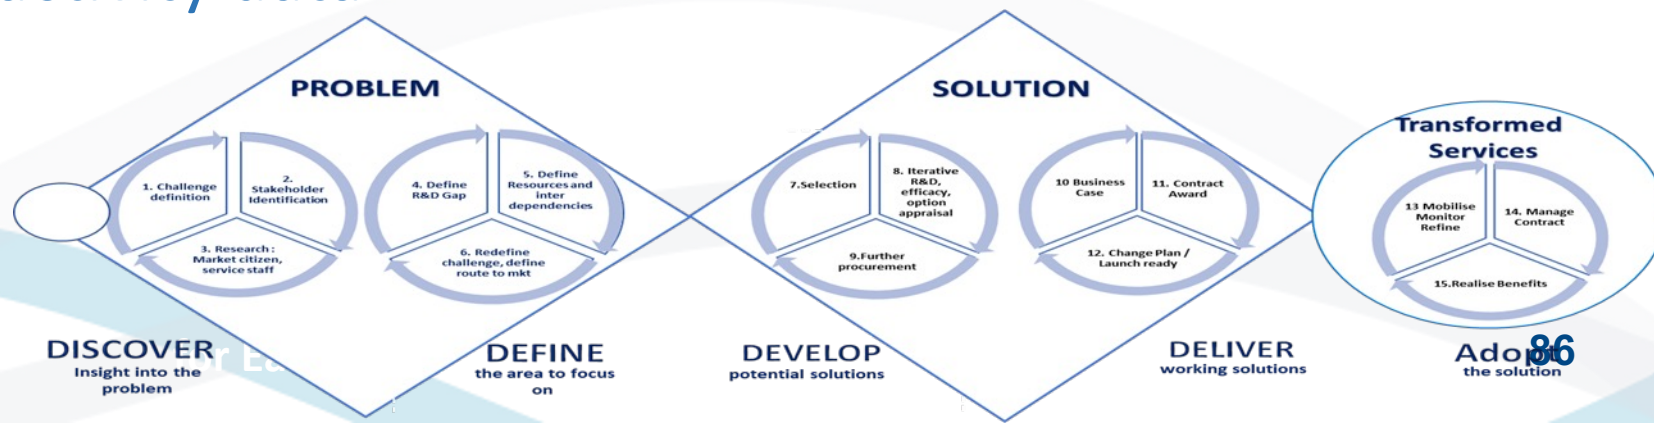 PROBLEM
1. Challenge
definition
2.
Stakeholder
Identification
3. Research :
Market citizen,
service staff
4. Define
R&D Gap
5. Define
Resources and
inter
dependencies
6. Redefine
challenge, define
route to mkt
SOLUTION
7.Selection
8. Iterative
R&D,
efficacy,
option
appraisal
9.Further
procurement
10 Business
Case
11. Contract
Award
12. Change Plan /
Launch ready
Transformed
Services
13 Mobilise
Monitor
Refine
14. Manage
Contract
15.Realise Benefits
DISCOVER
Insight into the
problem
DEFINE
the area to focus
on
DEVELOP
potential solutions
DELIVER
working solutions
Adopt
the solution
86